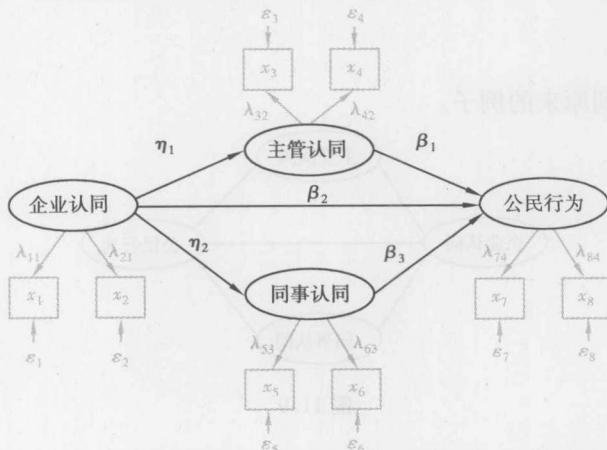 ε₃ ε₄
x₃ x₄
λ₃₂ λ₄₂
η₁ 主管认同 β₁
企业认同 β₂ 公民行为
λ₁₁ λ₂₁ η₂ β₃ λ₇₄ λ₈₄
x₁ x₂ 同事认同 x₇ x₈
ε₁ ε₂ λ₅₃ λ₆₃ ε₇ ε₈
x₅ x₆
ε₅ ε₆